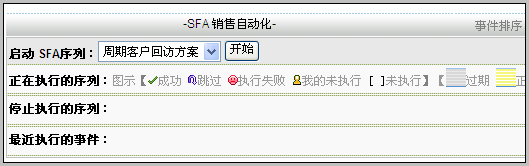 -SFA 销售自动化- 事件排序
启动 SFA序列： 周期客户回访方案 开始
正在执行的序列：图示【成功 跳过 执行失败 我的未执行 [ ]未执行】【过期 正
停止执行的序列：
最近执行的事件：